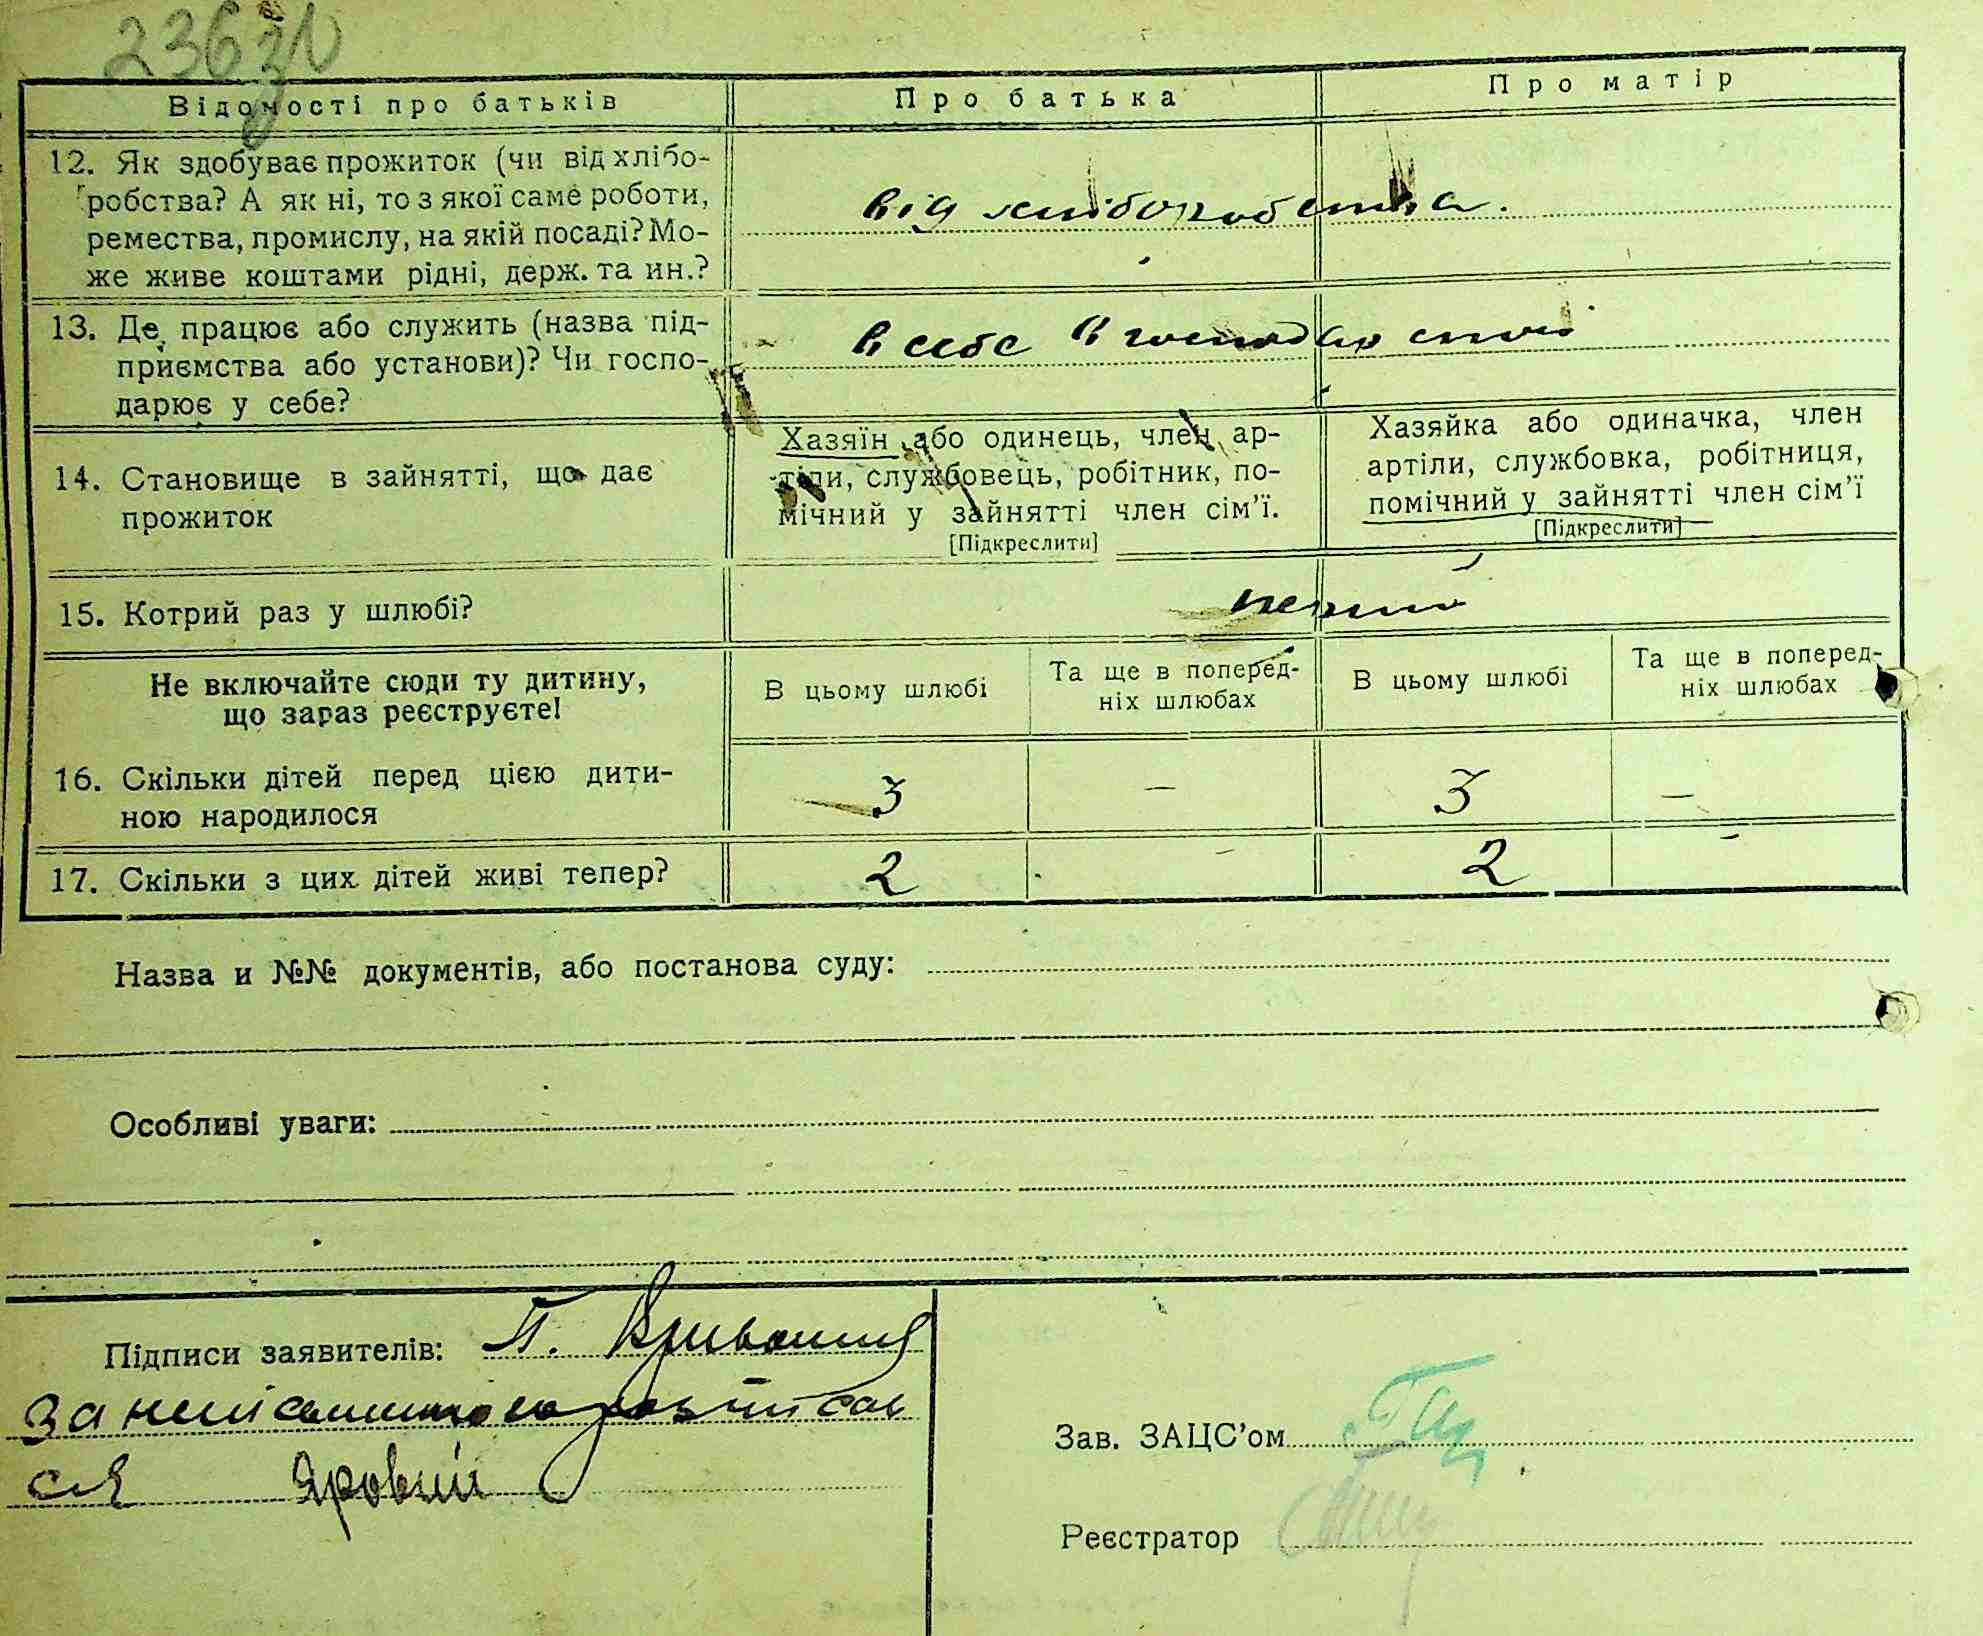 236 зл
Відомості про батьків
Про батька
Про матір
12. Як здобуває прожиток (чи від хлібо-
робства? А як ні, то з якої саме роботи,
ремества, промислу, на якій посаді? Мо-
же живе коштами рідні, держ. та ин.?
від хліборобства.
13. Де працює або служить (назва під-
приємства або установи)? Чи госпо-
дарює у себе?
в себе в господарстві
14. Становище в зайнятті, що дає
прожиток
Хазяїн або одинець, член ар-
тіли, службовець, робітник, по-
мічний у зайнятті член сім'ї.
[Підкреслити]
Хазяйка або одиначка, член
артіли, службовка, робітниця,
помічний у зайнятті член сім'ї
[Підкреслити]
15. Котрий раз у шлюбі?
перший
Не включайте сюди ту дитину,
що зараз реєструєте!
В цьому шлюбі
Та ще в поперед-
ніх шлюбах
В цьому шлюбі
Та ще в поперед-
ніх шлюбах
16. Скільки дітей перед цією дити-
ною народилося
3 — 3 —
17. Скільки з цих дітей живі тепер?
2 — 2 —
Назва и №№ документів, або постанова суду:
Особливі уваги:
Підписи заявителів: П.
за
ся Яровий
Зав. ЗАЦС'ом
Реєстратор